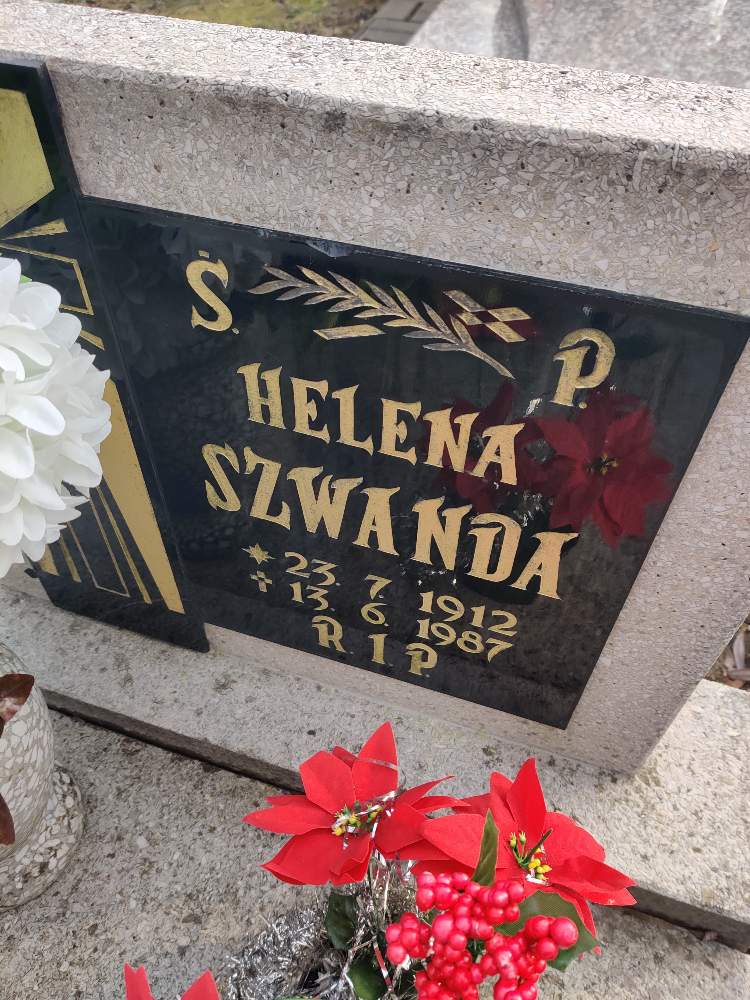 Ś. P.
HELENA
SZWANDA
* 23. 7. 1912
† 13. 6. 1987
R. I. P.